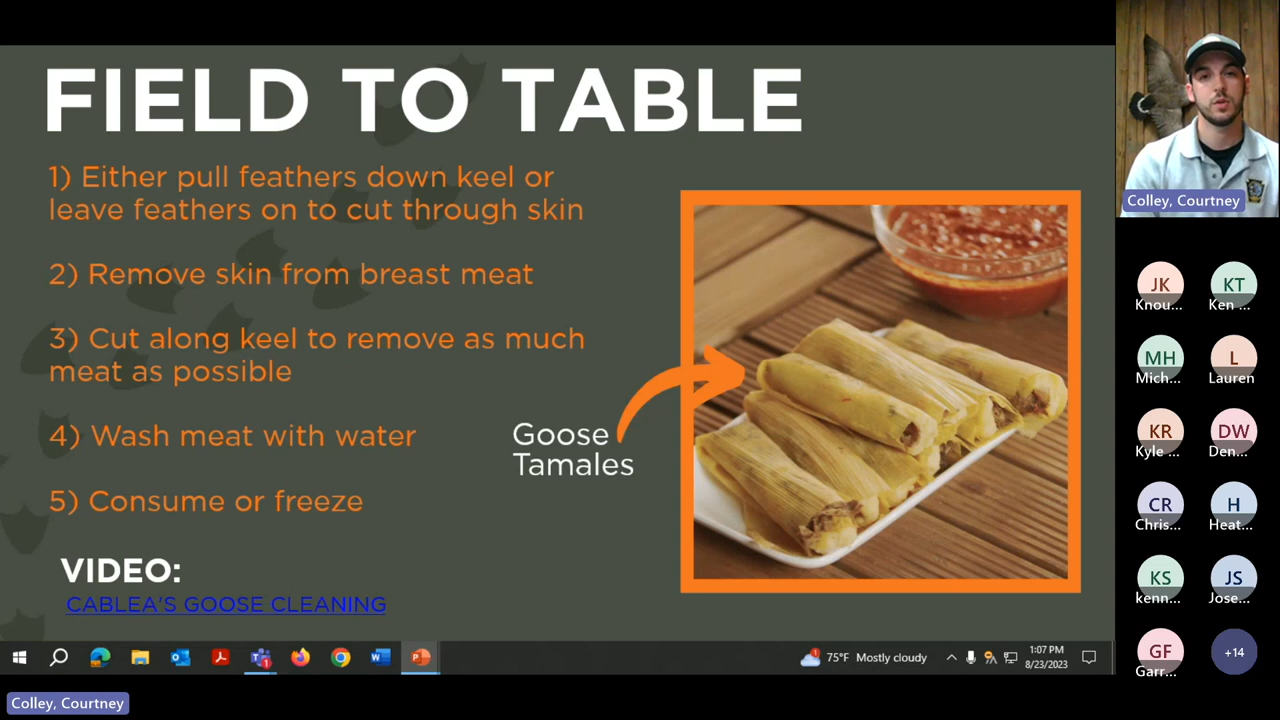 FIELD TO TABLE
1) Either pull feathers down keel or
leave feathers on to cut through skin
2) Remove skin from breast meat
3) Cut along keel to remove as much
meat as possible
4) Wash meat with water
5) Consume or freeze
Goose
Tamales
VIDEO:
CABLEA'S GOOSE CLEANING
75°F Mostly cloudy
1:07 PM
8/23/2023
Colley, Courtney
Colley, Courtney
JK
Knou...
KT
Ken ...
MH
Mich...
L
Lauren
KR
Kyle ...
DW
Den...
CR
Chris...
H
Heat...
KS
kenn...
JS
Jose...
GF
Garr...
+14